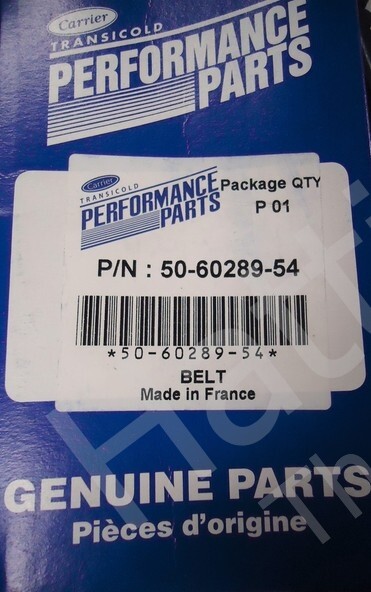 Carrier
TRANSICOLD
PERFORMANCE
PARTS
Carrier
TRANSICOLD
PERFORMANCE
PARTS
Package QTY
P 01
P/N : 50-60289-54
*50-60289-54*
BELT
Made in France
GENUINE PARTS
Pièces d'origine